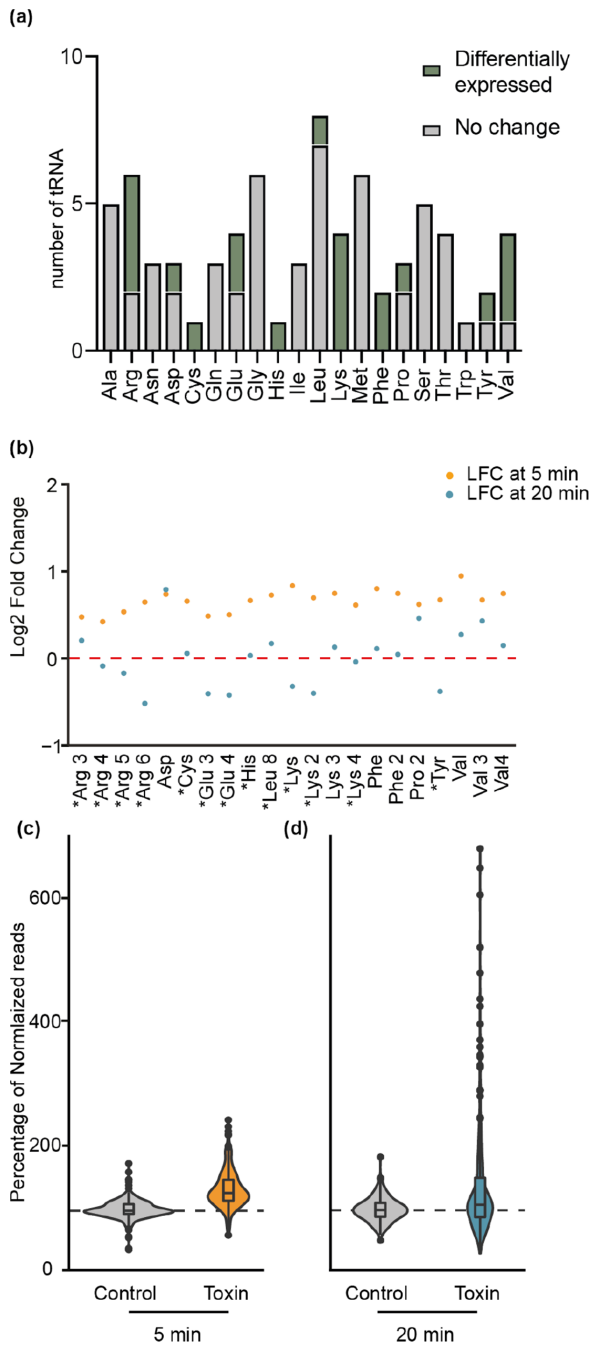 (a)
10
5
0
number of tRNA
Differentially
expressed
No change
Ala
Arg
Asn
Asp
Cys
Gln
Glu
Gly
His
Ile
Leu
Lys
Met
Phe
Pro
Ser
Thr
Trp
Tyr
Val
(b)
LFC at 5 min
LFC at 20 min
2
1
0
−1
Log2 Fold Change
*Arg 3
*Arg 4
*Arg 5
*Arg 6
Asp
*Cys
*Glu 3
*Glu 4
*His
*Leu 8
*Lys
*Lys 2
Lys 3
*Lys 4
Phe
Phe 2
Pro 2
*Tyr
Val
Val 3
Val4
(c)
(d)
600
400
200
0
Percentage of Normlaized reads
Control
Toxin
5 min
Control
Toxin
20 min